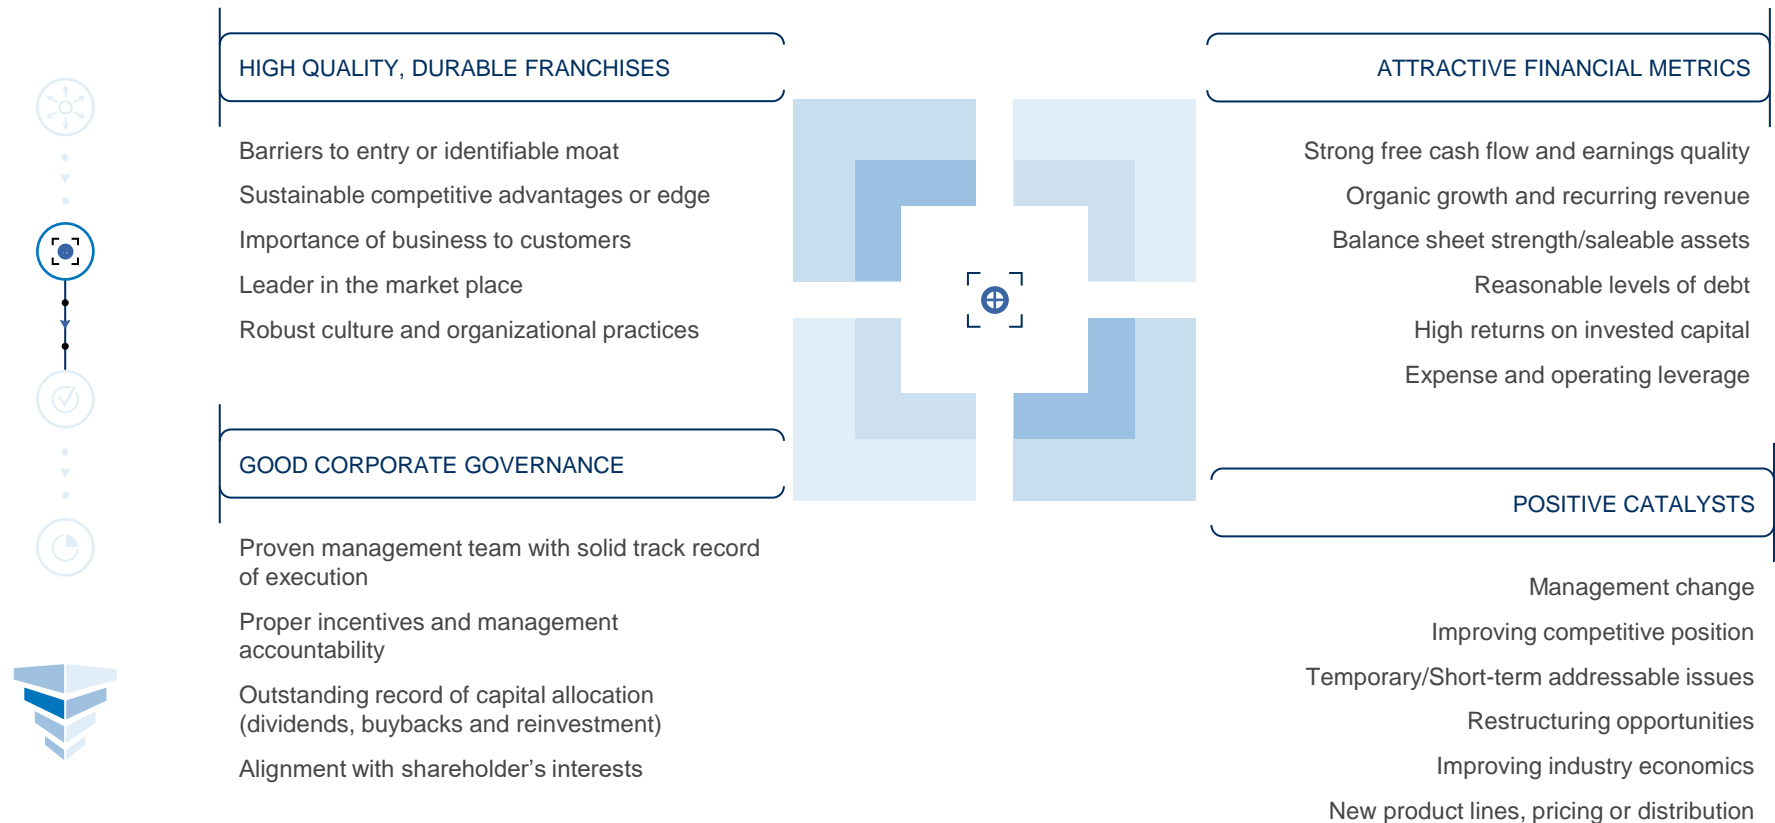 HIGH QUALITY, DURABLE FRANCHISES
Barriers to entry or identifiable moat
Sustainable competitive advantages or edge
Importance of business to customers
Leader in the market place
Robust culture and organizational practices
ATTRACTIVE FINANCIAL METRICS
Strong free cash flow and earnings quality
Organic growth and recurring revenue
Balance sheet strength/saleable assets
Reasonable levels of debt
High returns on invested capital
Expense and operating leverage
GOOD CORPORATE GOVERNANCE
Proven management team with solid track record
of execution
Proper incentives and management
accountability
Outstanding record of capital allocation
(dividends, buybacks and reinvestment)
Alignment with shareholder’s interests
POSITIVE CATALYSTS
Management change
Improving competitive position
Temporary/Short-term addressable issues
Restructuring opportunities
Improving industry economics
New product lines, pricing or distribution